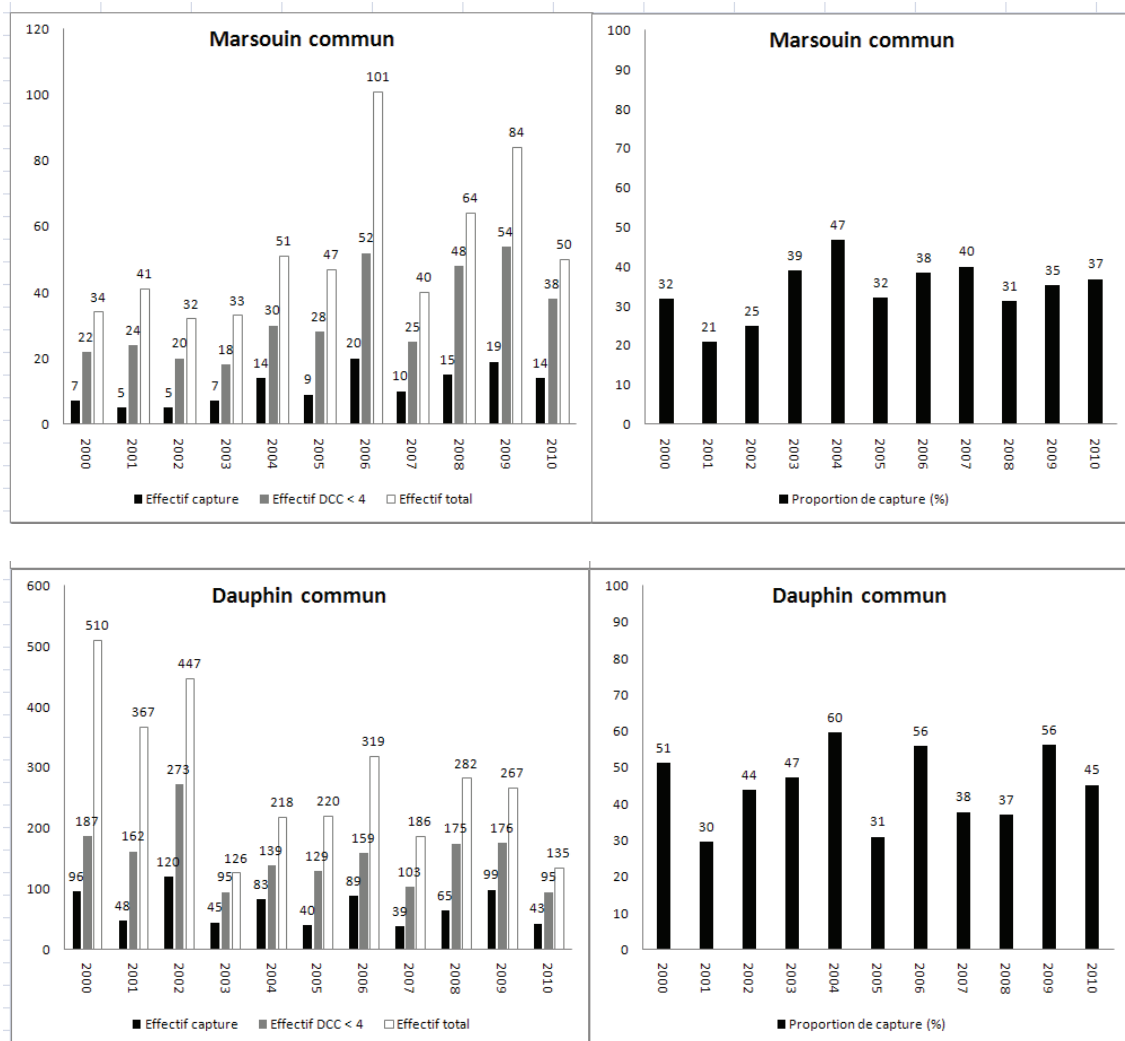 Marsouin commun
120
100
80
60
40
20
0
7 22 34
5 24 41
5 20 32
7 18 33
14 30 51
9 28 47
20 52 101
10 25 40
15 48 64
19 54 84
14 38 50
2000 2001 2002 2003 2004 2005 2006 2007 2008 2009 2010
Effectif capture Effectif DCC < 4 Effectif total
Marsouin commun
100
90
80
70
60
50
40
30
20
10
0
32 21 25 39 47 32 38 40 31 35 37
2000 2001 2002 2003 2004 2005 2006 2007 2008 2009 2010
Proportion de capture (%)
Dauphin commun
600
500
400
300
200
100
0
96 187 510
48 162 367
120 273 447
45 95 126
83 139 218
40 129 220
89 159 319
39 103 186
65 175 282
99 176 267
43 95 135
2000 2001 2002 2003 2004 2005 2006 2007 2008 2009 2010
Effectif capture Effectif DCC < 4 Effectif total
Dauphin commun
100
90
80
70
60
50
40
30
20
10
0
51 30 44 47 60 31 56 38 37 56 45
2000 2001 2002 2003 2004 2005 2006 2007 2008 2009 2010
Proportion de capture (%)